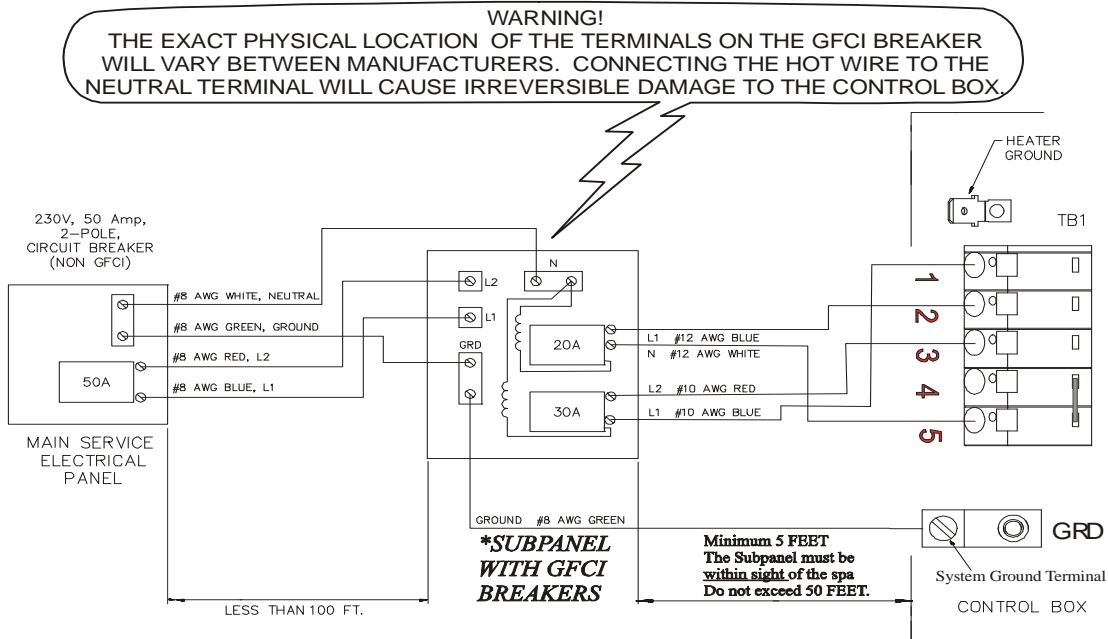 WARNING!
THE EXACT PHYSICAL LOCATION OF THE TERMINALS ON THE GFCI BREAKER
WILL VARY BETWEEN MANUFACTURERS. CONNECTING THE HOT WIRE TO THE
NEUTRAL TERMINAL WILL CAUSE IRREVERSIBLE DAMAGE TO THE CONTROL BOX.
HEATER
GROUND
TB1
230V, 50 Amp,
2-POLE,
CIRCUIT BREAKER
(NON GFCI)
#8 AWG WHITE, NEUTRAL
#8 AWG GREEN, GROUND
#8 AWG RED, L2
#8 AWG BLUE, L1
50A
MAIN SERVICE
ELECTRICAL
PANEL
N
L2
L1
GRD
20A
30A
L1 #12 AWG BLUE
N #12 AWG WHITE
L2 #10 AWG RED
L1 #10 AWG BLUE
1
2
3
4
5
GROUND #8 AWG GREEN
*SUBPANEL
WITH GFCI
BREAKERS
Minimum 5 FEET
The Subpanel must be
within sight of the spa
Do not exceed 50 FEET.
GRD
System Ground Terminal
CONTROL BOX
LESS THAN 100 FT.